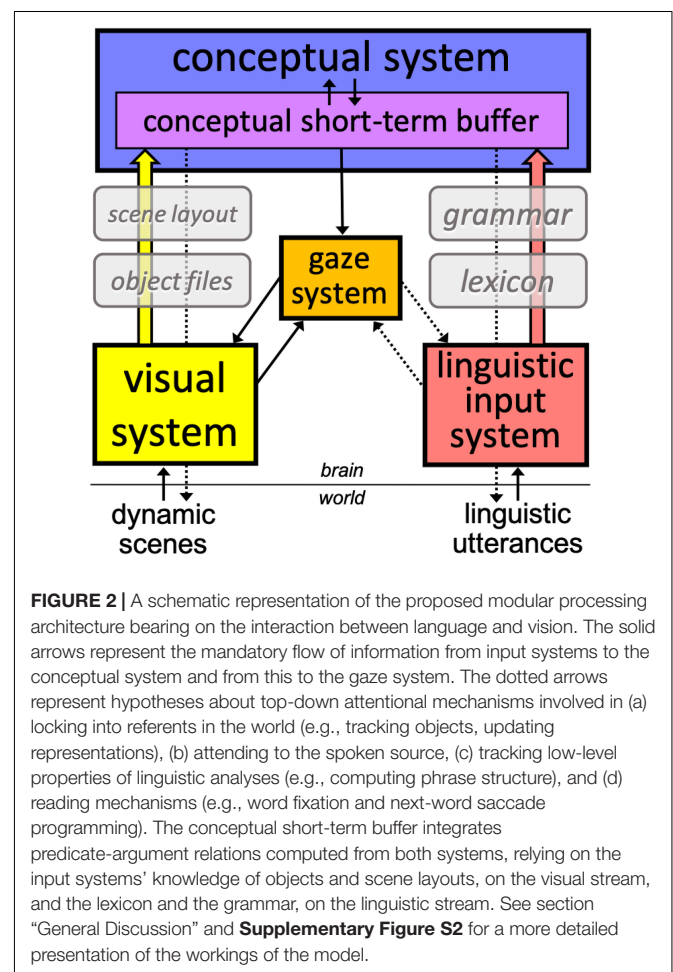 conceptual system
conceptual short-term buffer
scene layout
grammar
gaze
system
object files
lexicon
visual
system
linguistic
input
system
brain
world
dynamic
scenes
linguistic
utterances
FIGURE 2 | A schematic representation of the proposed modular processing
architecture bearing on the interaction between language and vision. The solid
arrows represent the mandatory flow of information from input systems to the
conceptual system and from this to the gaze system. The dotted arrows
represent hypotheses about top-down attentional mechanisms involved in (a)
locking into referents in the world (e.g., tracking objects, updating
representations), (b) attending to the spoken source, (c) tracking low-level
properties of linguistic analyses (e.g., computing phrase structure), and (d)
reading mechanisms (e.g., word fixation and next-word saccade
programming). The conceptual short-term buffer integrates
predicate-argument relations computed from both systems, relying on the
input systems’ knowledge of objects and scene layouts, on the visual stream,
and the lexicon and the grammar, on the linguistic stream. See section
“General Discussion” and Supplementary Figure S2 for a more detailed
presentation of the workings of the model.